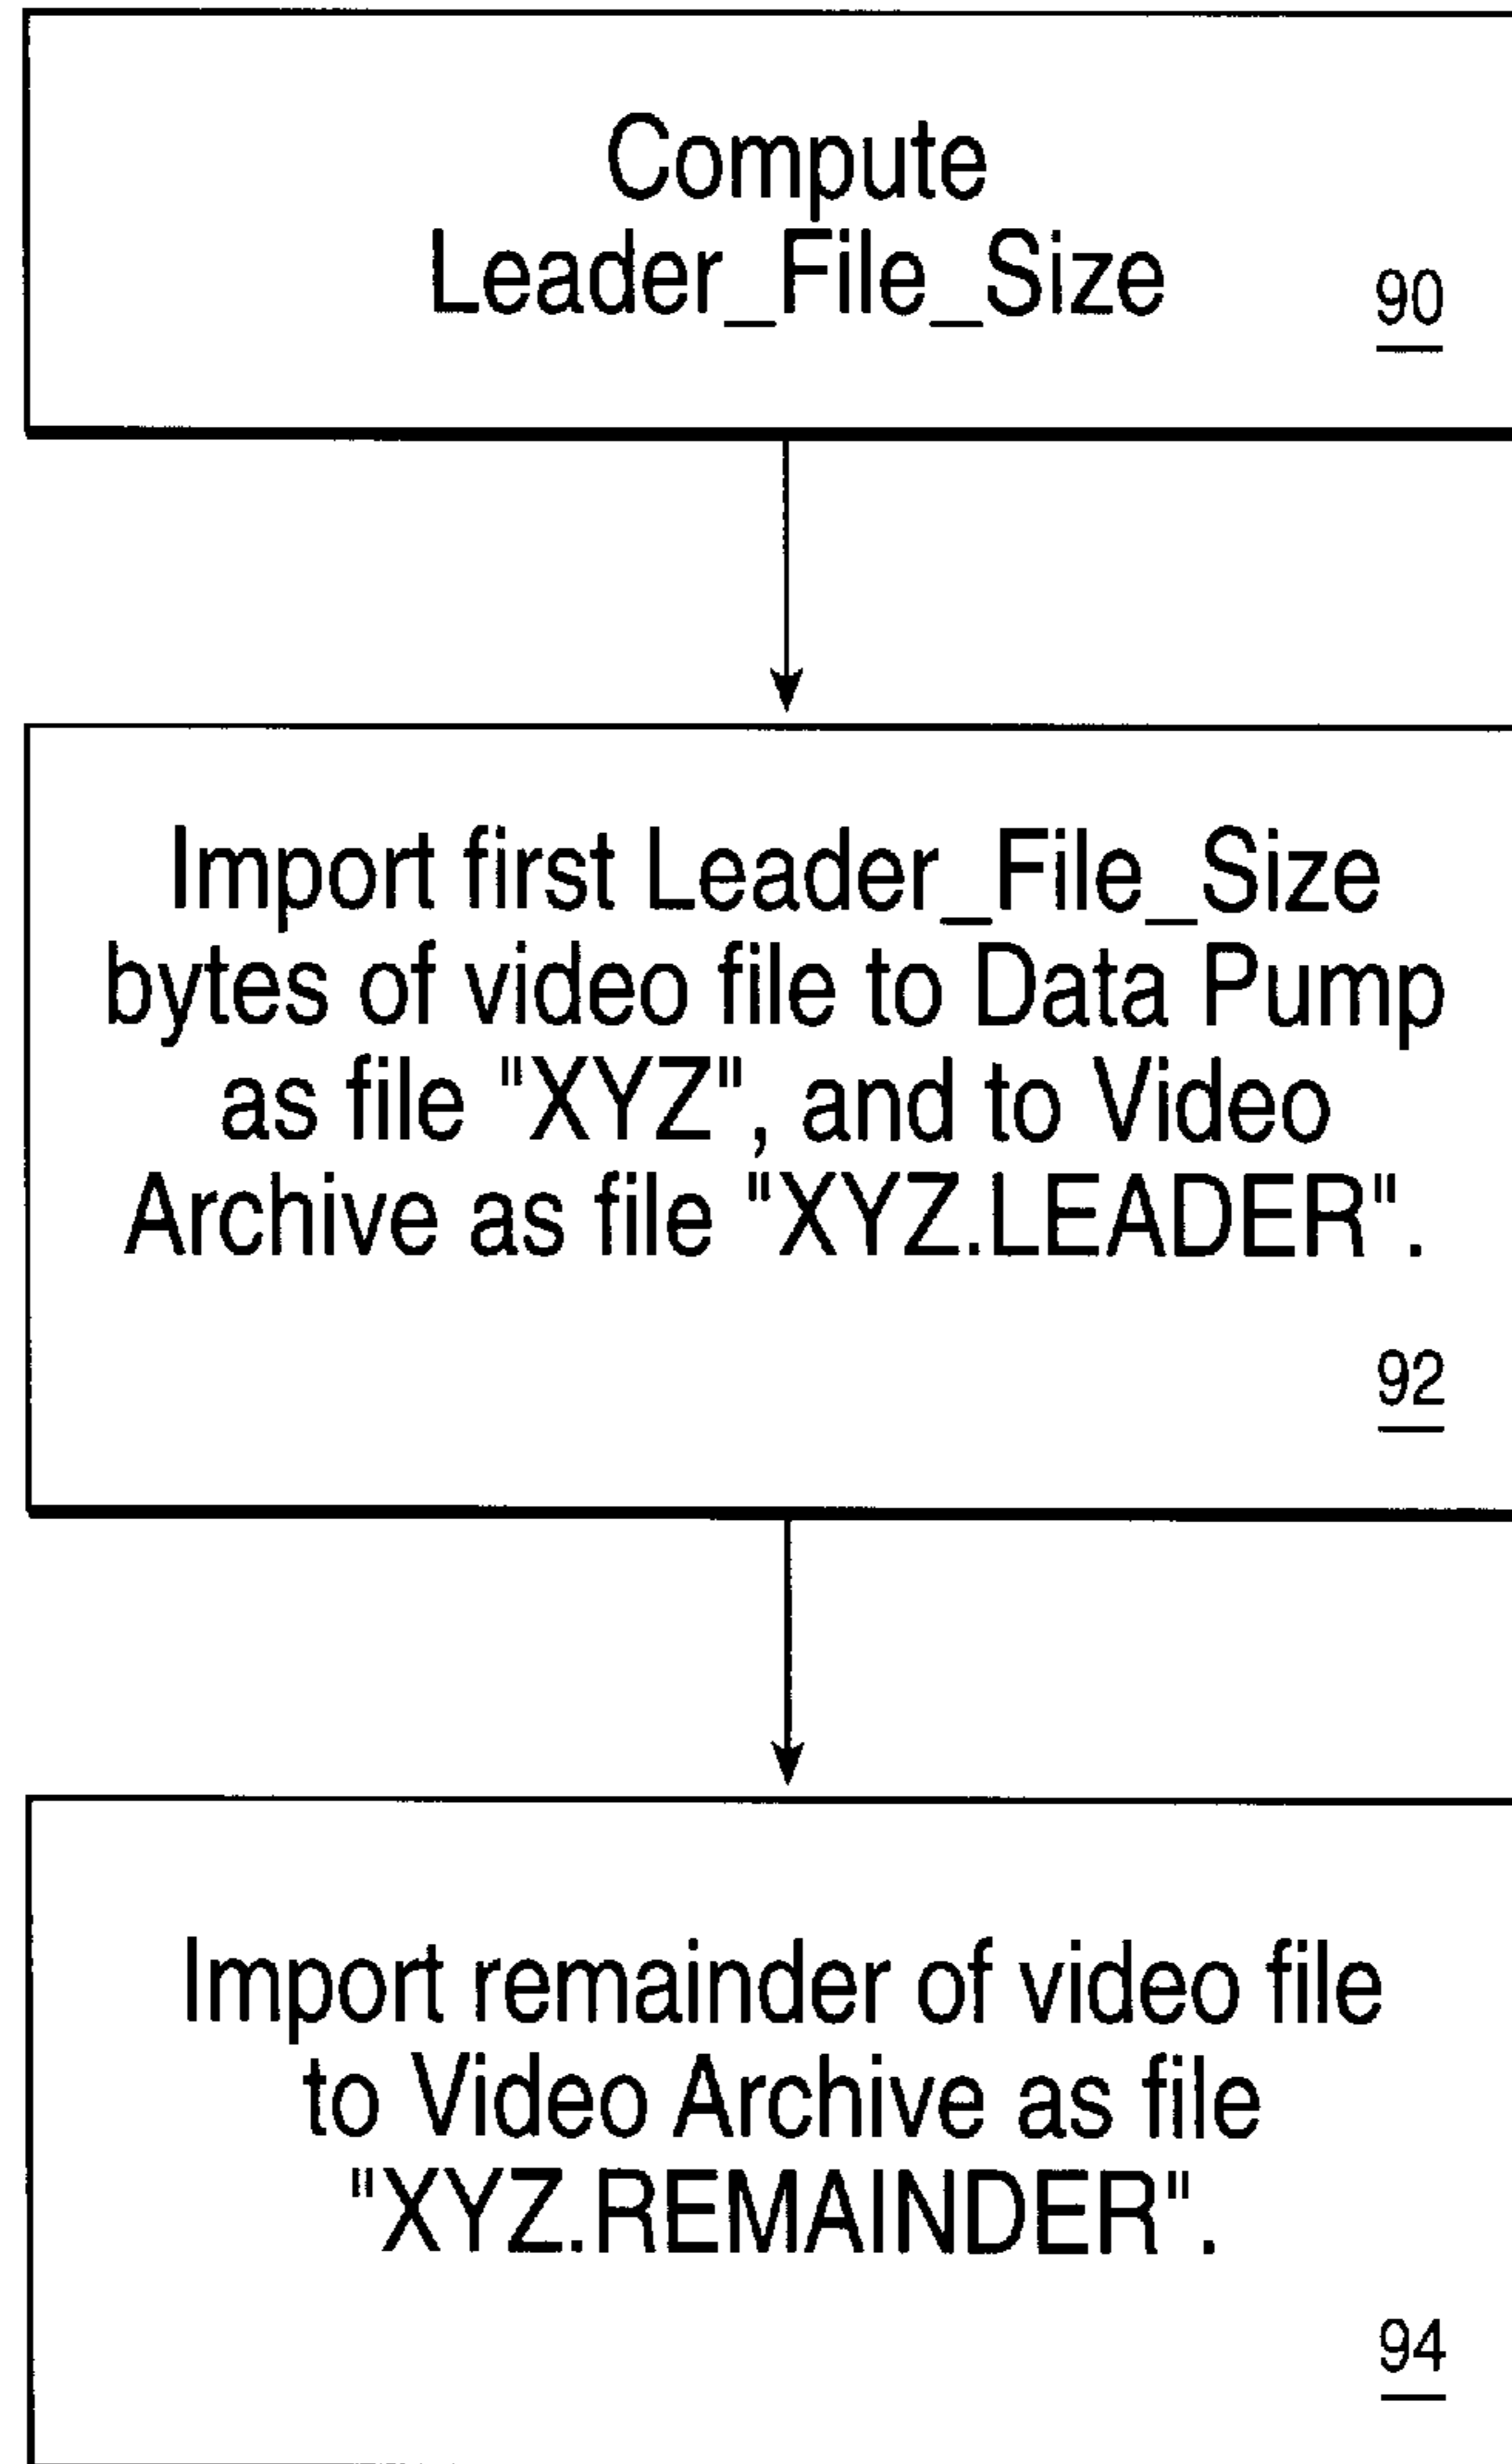 Compute
Leader_File_Size
90
Import first Leader_File_Size
bytes of video file to Data Pump
as file "XYZ", and to Video
Archive as file "XYZ.LEADER".
92
Import remainder of video file
to Video Archive as file
"XYZ.REMAINDER".
94